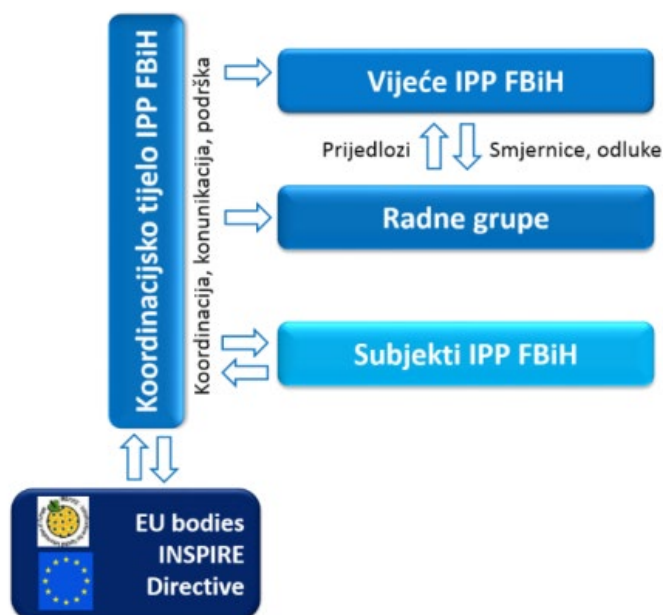 Koordinacijsko tijelo IPP FBiH
Koordinacija, komunikacija, podrška
Vijeće IPP FBiH
Prijedlozi
Smjernice, odluke
Radne grupe
Subjekti IPP FBiH
EU bodies
INSPIRE
Directive